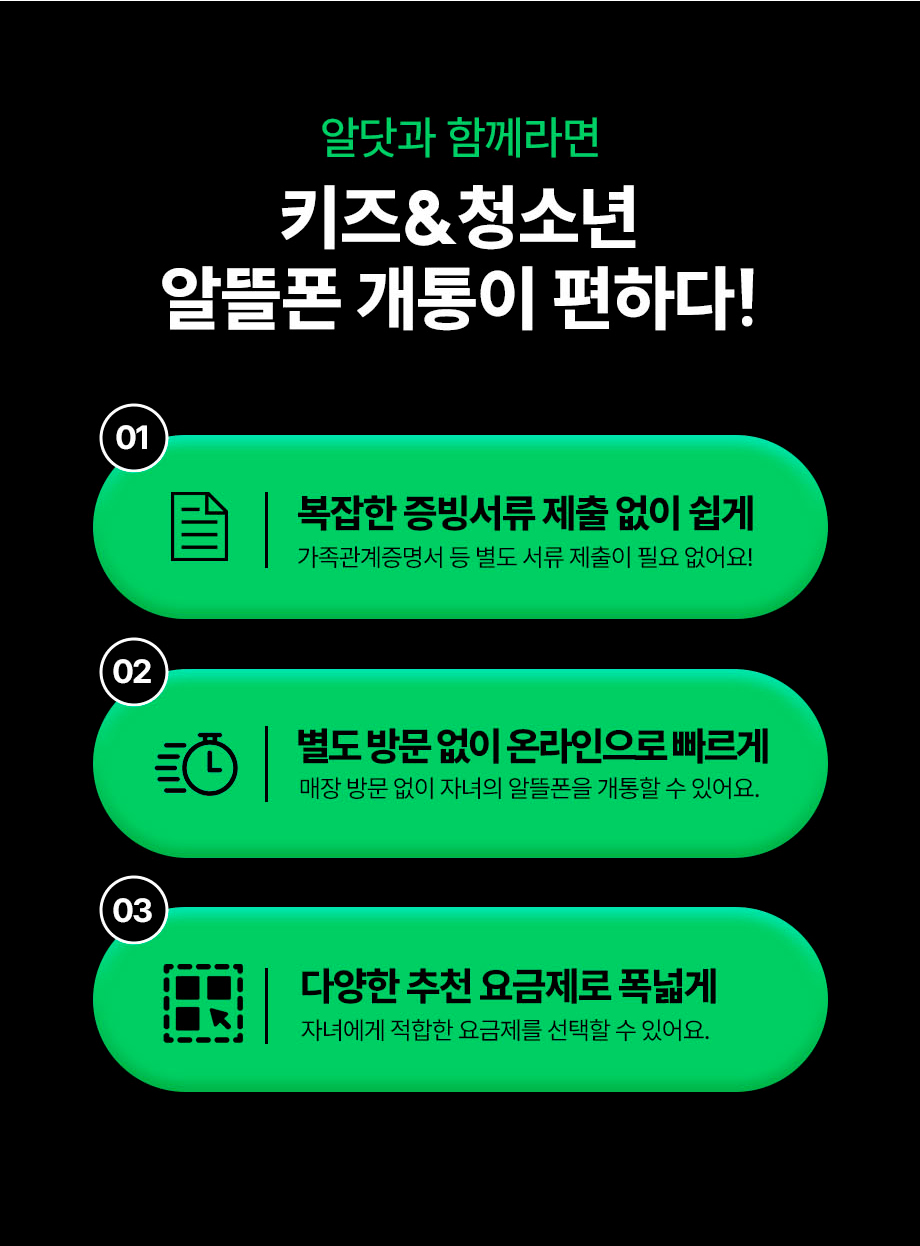 알닷과 함께라면
키즈&청소년
알뜰폰 개통이 편하다!
01
복잡한 증빙서류 제출 없이 쉽게
가족관계증명서 등 별도 서류 제출이 필요 없어요!
02
별도 방문 없이 온라인으로 빠르게
매장 방문 없이 자녀의 알뜰폰을 개통할 수 있어요.
03
다양한 추천 요금제로 폭넓게
자녀에게 적합한 요금제를 선택할 수 있어요.